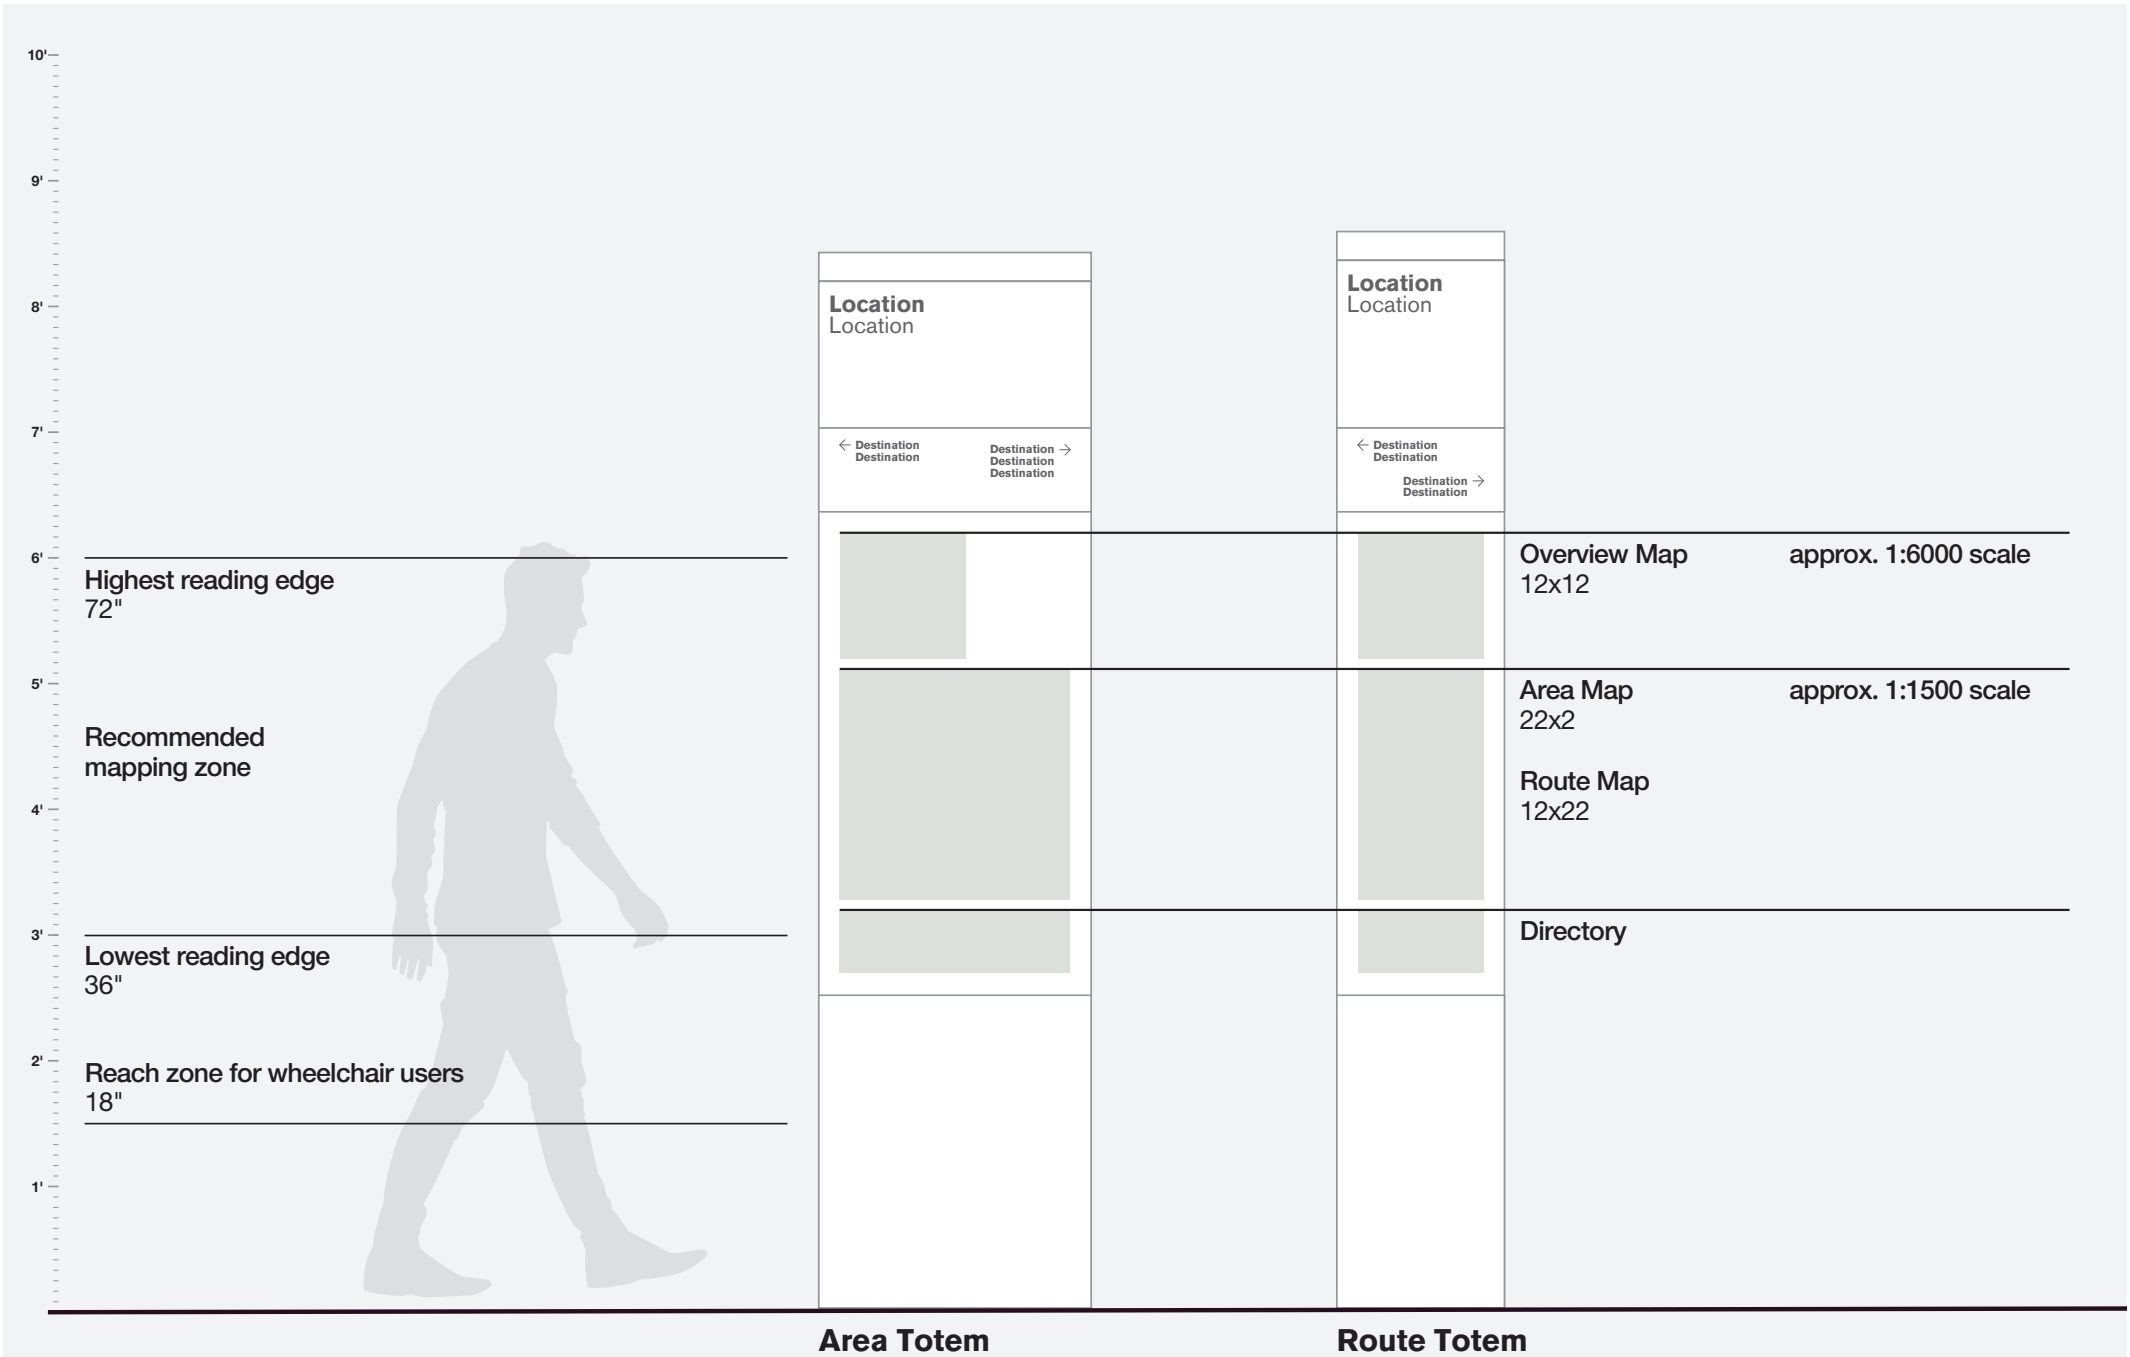 10'
9'
8'
7'
6'
5'
4'
3'
2'
1'
Highest reading edge
72"
Recommended
mapping zone
Lowest reading edge
36"
Reach zone for wheelchair users
18"
Location
Location
← Destination
Destination
Destination →
Destination
Destination
Area Totem
Location
Location
← Destination
Destination
Destination →
Destination
Route Totem
Overview Map approx. 1:6000 scale
12x12
Area Map approx. 1:1500 scale
22x2
Route Map
12x22
Directory